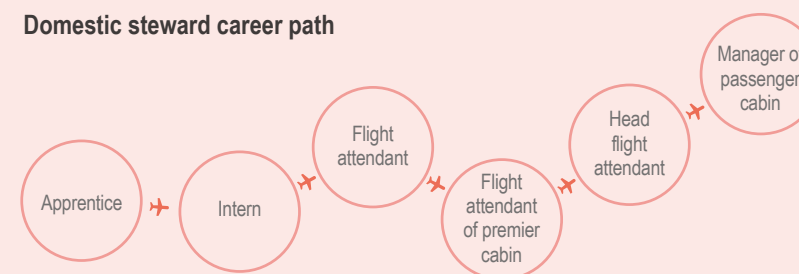 Domestic steward career path
Apprentice
Intern
Flight
attendant
Flight
attendant
of premier
cabin
Head
flight
attendant
Manager
passenger
cabin